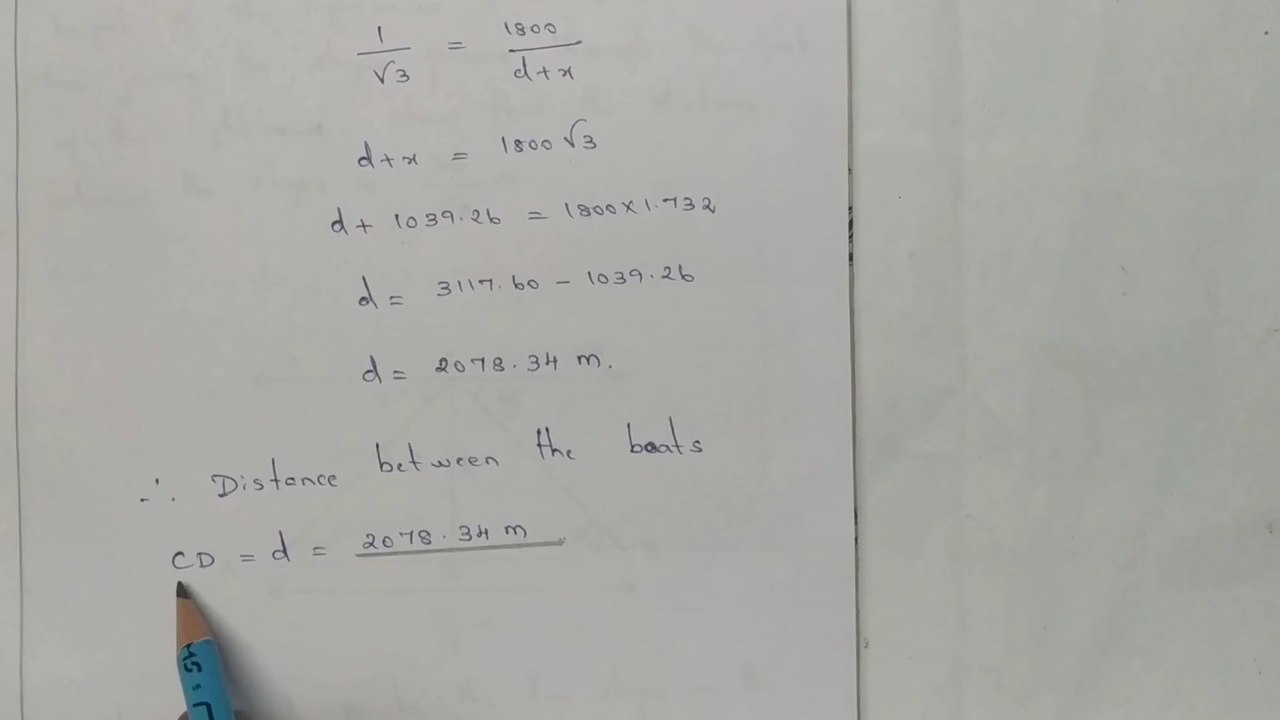 1/√3 = 1800/d+x
d+x = 1800√3
d+ 1039.26 = 1800×1.732
d = 3117.60 - 1039.26
d = 2078.34 m.
∴ Distance between the boats
CD = d = 2078.34 m